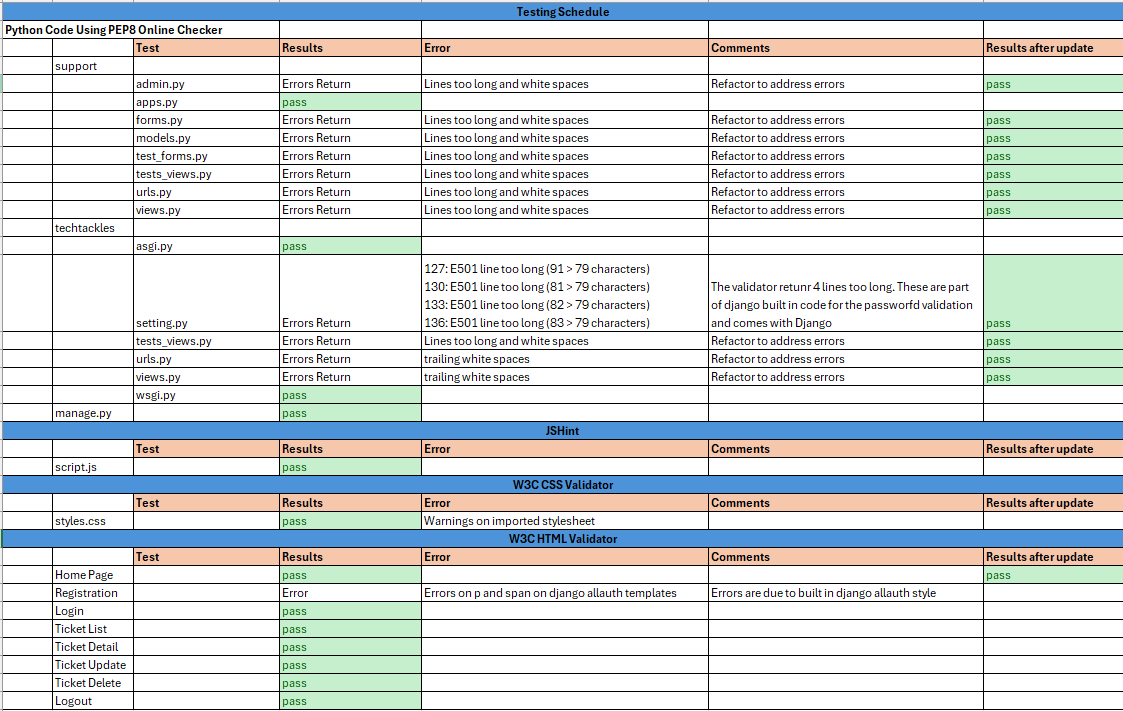 Testing Schedule
Python Code Using PEP8 Online Checker
Test Results Error Comments Results after update
support
admin.py Errors Return Lines too long and white spaces Refactor to address errors pass
apps.py pass
forms.py Errors Return Lines too long and white spaces Refactor to address errors pass
models.py Errors Return Lines too long and white spaces Refactor to address errors pass
test_forms.py Errors Return Lines too long and white spaces Refactor to address errors pass
tests_views.py Errors Return Lines too long and white spaces Refactor to address errors pass
urls.py Errors Return Lines too long and white spaces Refactor to address errors pass
views.py Errors Return Lines too long and white spaces Refactor to address errors pass
techtackles
asgi.py pass
127: E501 line too long (91 > 79 characters)
130: E501 line too long (81 > 79 characters) The validator retunr 4 lines too long. These are part
133: E501 line too long (82 > 79 characters) of django built in code for the passworfd validation
setting.py Errors Return 136: E501 line too long (83 > 79 characters) and comes with Django pass
tests_views.py Errors Return Lines too long and white spaces Refactor to address errors pass
urls.py Errors Return trailing white spaces Refactor to address errors pass
views.py Errors Return trailing white spaces Refactor to address errors pass
wsgi.py pass
manage.py pass
JSHint
Test Results Error Comments Results after update
script.js pass
W3C CSS Validator
Test Results Error Comments Results after update
styles.css pass Warnings on imported stylesheet
W3C HTML Validator
Test Results Error Comments Results after update
Home Page pass pass
Registration Error Errors on p and span on django allauth templates Errors are due to built in django allauth style
Login pass
Ticket List pass
Ticket Detail pass
Ticket Update pass
Ticket Delete pass
Logout pass